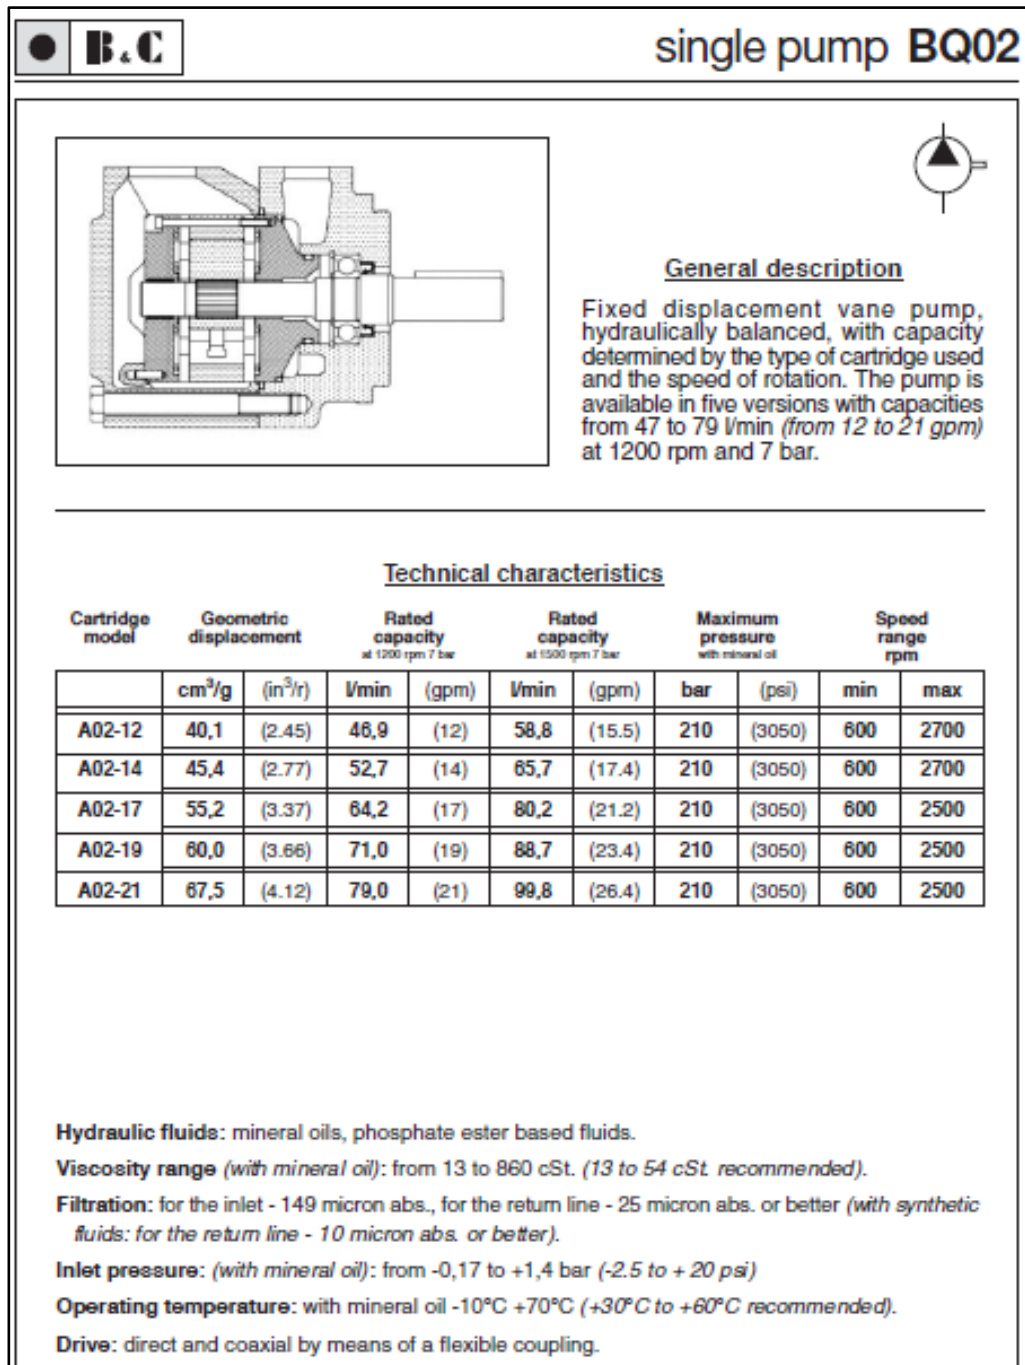 B&C
single pump BQ02
General description
Fixed displacement vane pump,
hydraulically balanced, with capacity
determined by the type of cartridge used
and the speed of rotation. The pump is
available in five versions with capacities
from 47 to 79 l/min (from 12 to 21 gpm)
at 1200 rpm and 7 bar.
Technical characteristics
Cartridge model Geometric displacement Rated capacity at 1200 rpm 7 bar Rated capacity at 1500 rpm 7 bar Maximum pressure with mineral oil Speed range rpm
cm³/g (in³/r) l/min (gpm) l/min (gpm) bar (psi) min max
A02-12 40,1 (2.45) 46,9 (12) 58,8 (15.5) 210 (3050) 600 2700
A02-14 45,4 (2.77) 52,7 (14) 65,7 (17.4) 210 (3050) 600 2700
A02-17 55,2 (3.37) 64,2 (17) 80,2 (21.2) 210 (3050) 600 2500
A02-19 60,0 (3.66) 71,0 (19) 88,7 (23.4) 210 (3050) 600 2500
A02-21 67,5 (4.12) 79,0 (21) 99,8 (26.4) 210 (3050) 600 2500
Hydraulic fluids: mineral oils, phosphate ester based fluids.
Viscosity range (with mineral oil): from 13 to 860 cSt. (13 to 54 cSt. recommended).
Filtration: for the inlet - 149 micron abs., for the return line - 25 micron abs. or better (with synthetic
fluids: for the return line - 10 micron abs. or better).
Inlet pressure: (with mineral oil): from -0,17 to +1,4 bar (-2.5 to + 20 psi)
Operating temperature: with mineral oil -10°C +70°C (+30°C to +60°C recommended).
Drive: direct and coaxial by means of a flexible coupling.